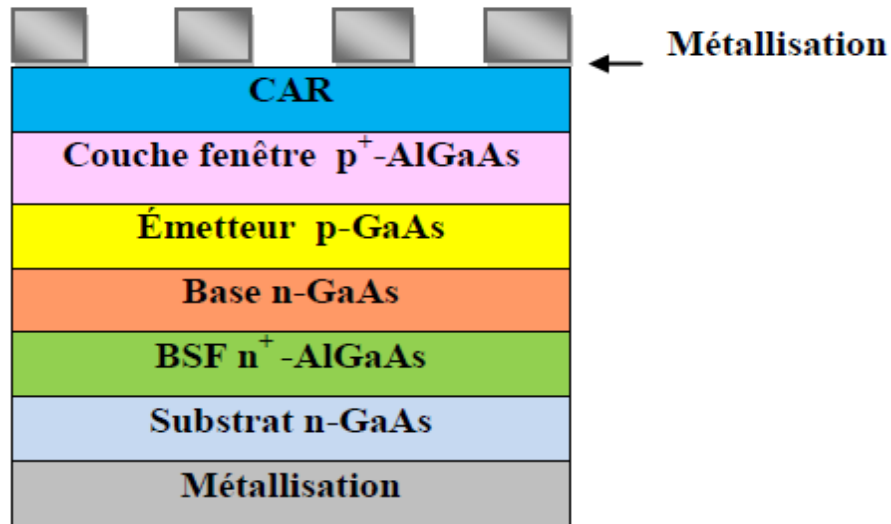 Métallisation
CAR
Couche fenêtre p⁺-AlGaAs
Émetteur p-GaAs
Base n-GaAs
BSF n⁺-AlGaAs
Substrat n-GaAs
Métallisation